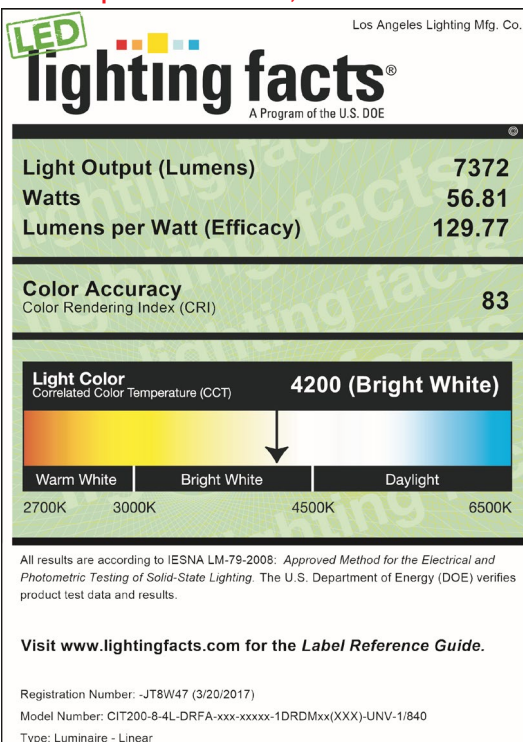 Los Angeles Lighting Mfg. Co.
LED
lighting facts®
A Program of the U.S. DOE
©
Light Output (Lumens) 7372
Watts 56.81
Lumens per Watt (Efficacy) 129.77
Color Accuracy
Color Rendering Index (CRI) 83
Light Color
Correlated Color Temperature (CCT) 4200 (Bright White)
Warm White Bright White Daylight
2700K 3000K 4500K 6500K
All results are according to IESNA LM-79-2008: Approved Method for the Electrical and
Photometric Testing of Solid-State Lighting. The U.S. Department of Energy (DOE) verifies
product test data and results.
Visit www.lightingfacts.com for the Label Reference Guide.
Registration Number: -JT8W47 (3/20/2017)
Model Number: CIT200-8-4L-DRFA-xxx-xxxxx-1DRDMxx(XXX)-UNV-1/840
Type: Luminaire - Linear